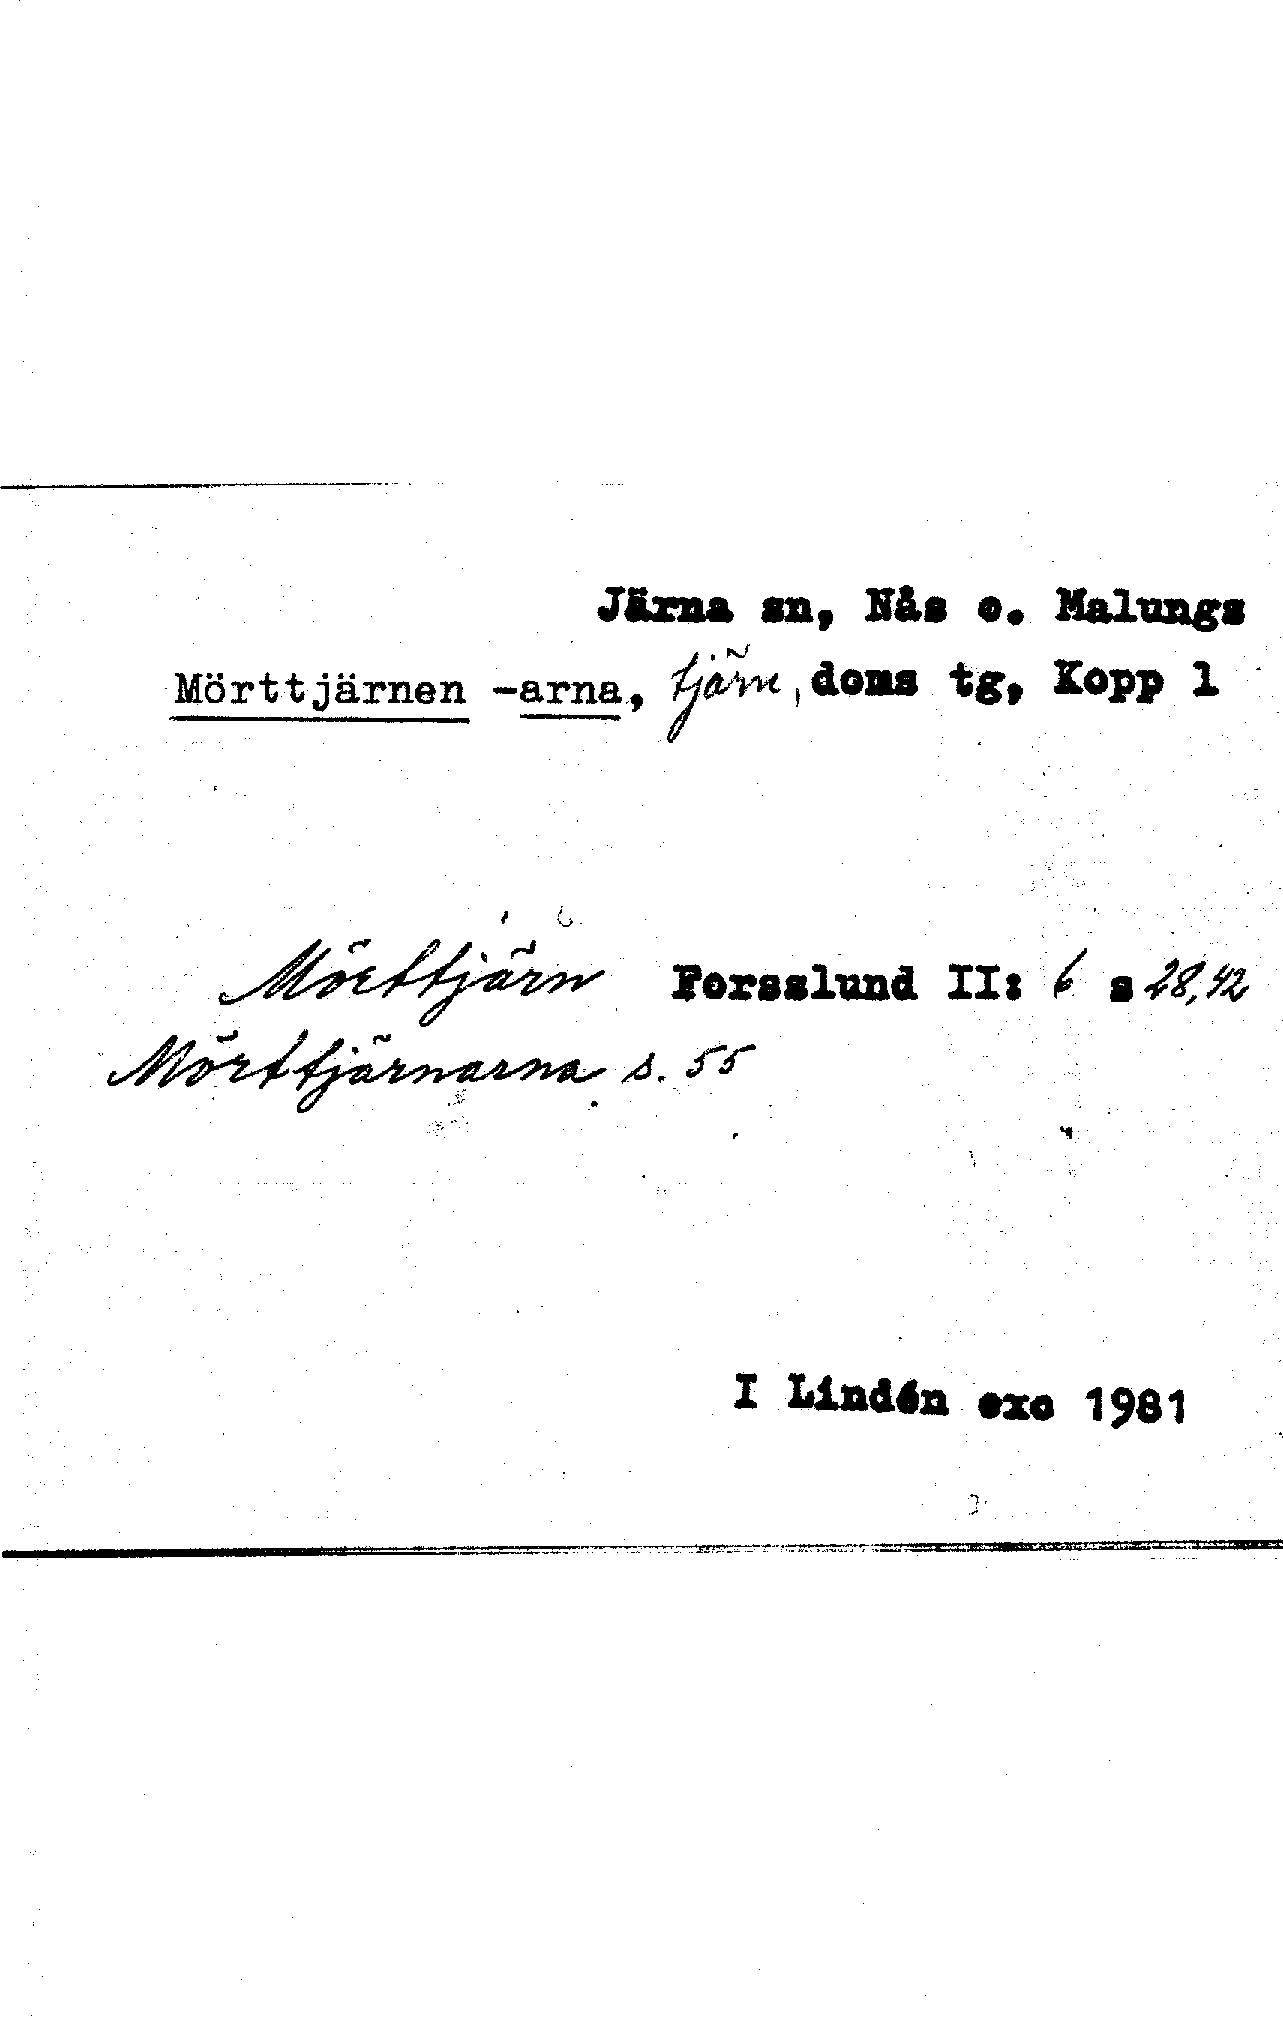 Järna sn, Nås o. Malungs
Mörttjärnen -arna, tjärn, doms tg, Kopp l
Mörttjärn Forsslund II: 6 s 28,42
Mörttjärnarna s. 55
I Lindén exc 1981